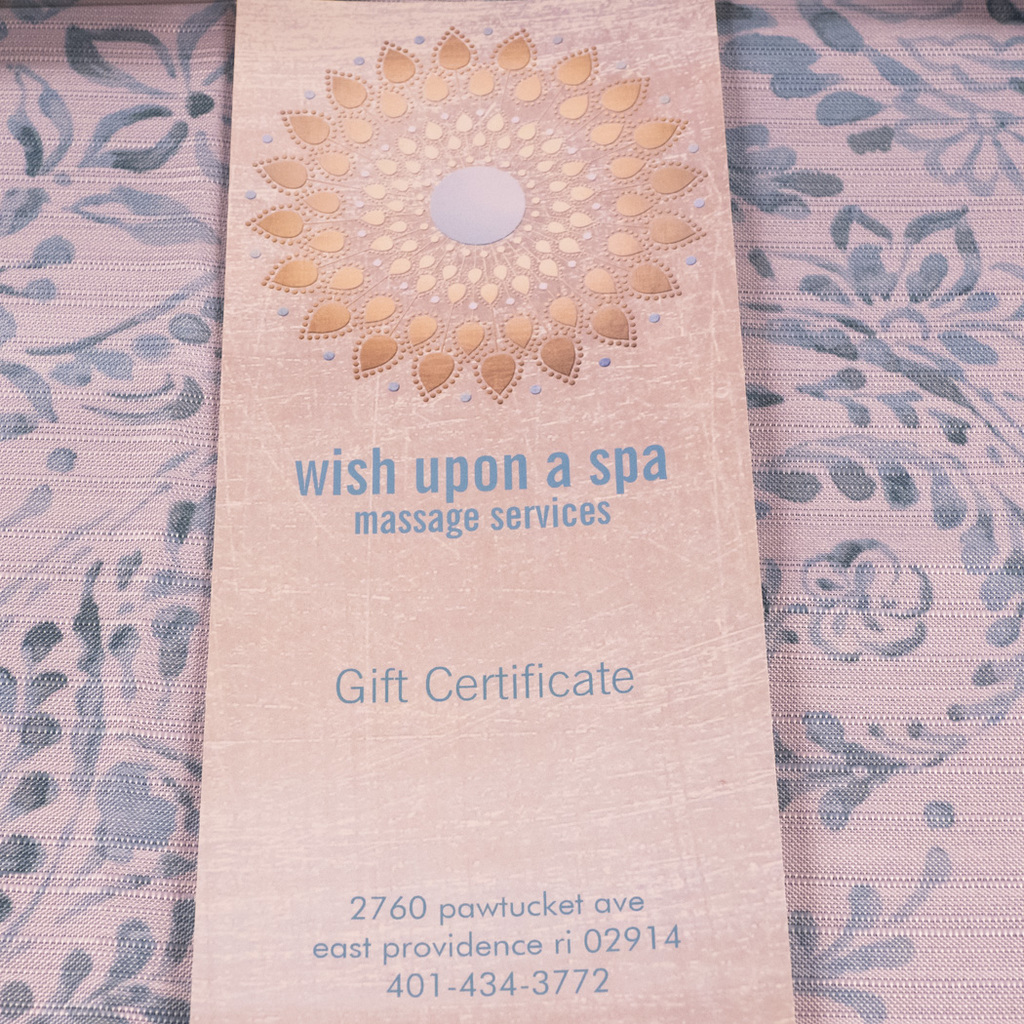 wish upon a spa
massage services
Gift Certificate
2760 pawtucket ave
east providence ri 02914
401-434-3772